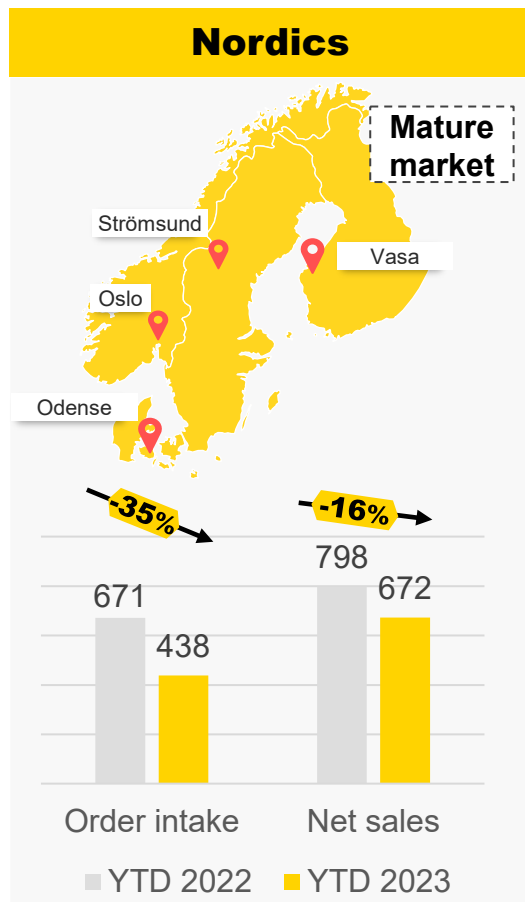 Nordics
Mature
market
Strömsund
Vasa
Oslo
Odense
-35%
-16%
798
671
672
438
Order intake
Net sales
YTD 2022
YTD 2023